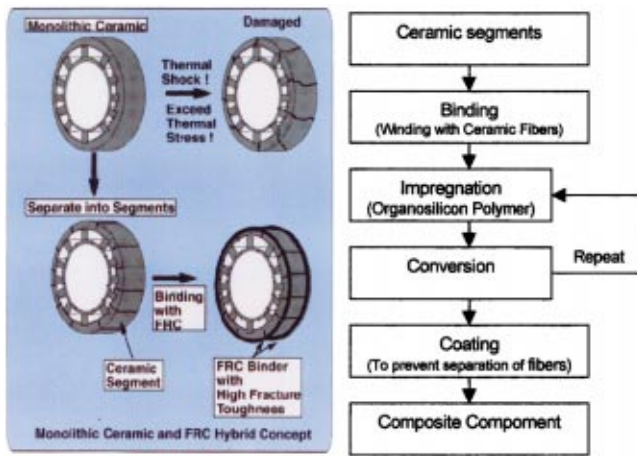 Monolithic Ceramic
Damaged
Thermal
Shock !
Exceed
Thermal
Stress !
Separate into Segments
Binding
with
FHC
Ceramic
Segment
FRC Binder
with
High Fracture
Toughness
Monolithic Ceramic and FRC Hybrid Concept
Ceramic segments
Binding
(Winding with Ceramic Fibers)
Impregnation
(Organosilicon Polymer)
Conversion
Repeat
Coating
(To prevent separation of fibers)
Composite Compoment